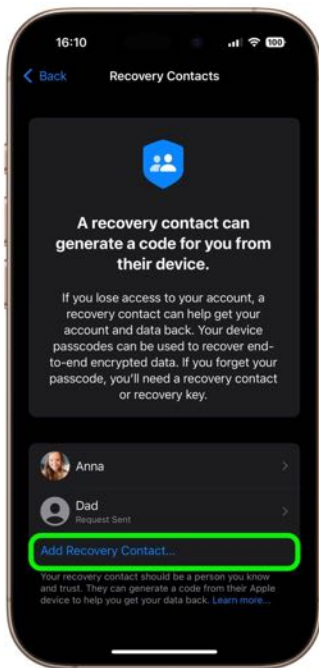 16:10
100
Back
Recovery Contacts
A recovery contact can
generate a code for you from
their device.
If you lose access to your account, a
recovery contact can help get your
account and data back. Your device
passcodes can be used to recover end-
to-end encrypted data. If you forget your
passcode, you'll need a recovery contact
or recovery key.
Anna
Dad
Request Sent
Add Recovery Contact...
Your recovery contact should be a person you know
and trust. They can generate a code from their Apple
device to help you get your data back. Learn more...